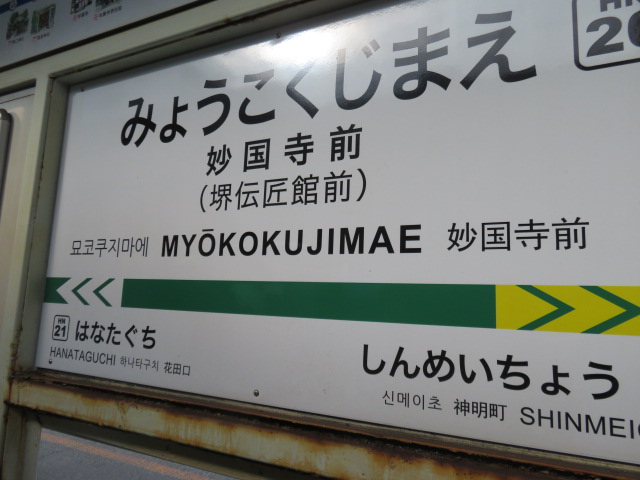 みょうこくじまえ
HN
妙国寺前
(堺伝匠館前)
묘코쿠지마에 MYŌKOKUJIMAE 妙国寺前
HN
21
はなたぐち
HANATAGUCHI 하나타구치 花田口
しんめいちょう
신메이초 神明町